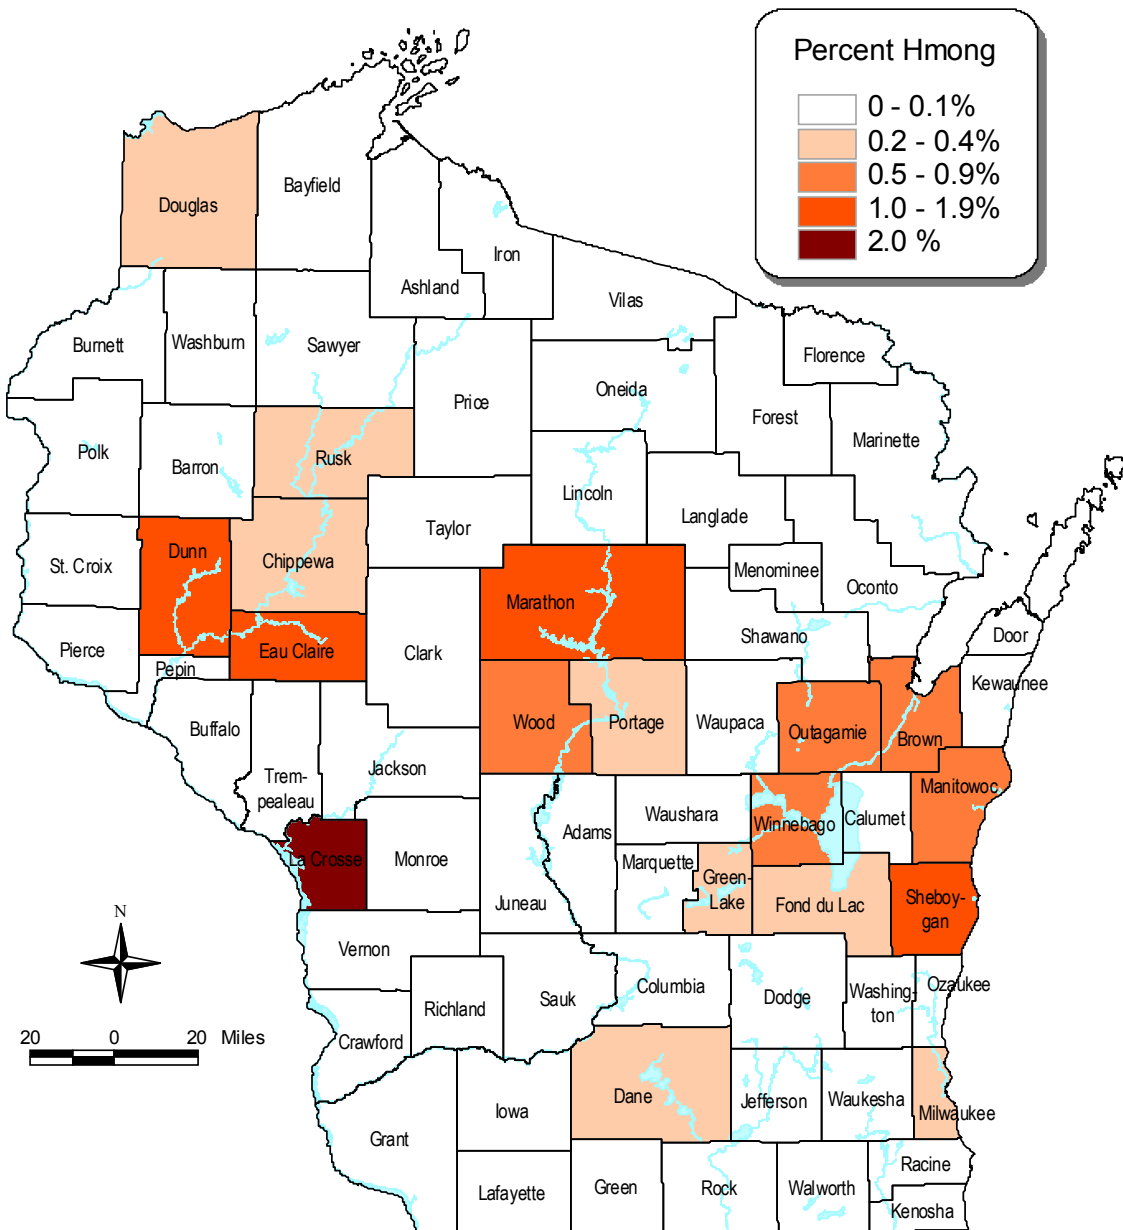 Percent Hmong
0 - 0.1%
0.2 - 0.4%
0.5 - 0.9%
1.0 - 1.9%
2.0 %
Douglas
Bayfield
Iron
Ashland
Vilas
Burnett
Washburn
Sawyer
Florence
Oneida
Price
Forest
Marinette
Polk
Barron
Rusk
Lincoln
Langlade
Taylor
St. Croix
Dunn
Chippewa
Menominee
Oconto
Marathon
Shawano
Door
Pierce
Eau Claire
Clark
Pepin
Kewaunee
Buffalo
Wood
Portage
Waupaca
Outagamie
Brown
Trem-
pealeau
Jackson
Manitowoc
Waushara
Winnebago
Calumet
Adams
La Crosse
Monroe
Marquette
Green-
Lake
Juneau
Fond du Lac
Sheboy-
gan
N
Vernon
Columbia
Dodge
Washing-
ton
Ozaukee
Richland
Sauk
20 0 20 Miles
Crawford
Dane
Jefferson
Waukesha
Milwaukee
Iowa
Grant
Racine
Lafayette
Green
Rock
Walworth
Kenosha